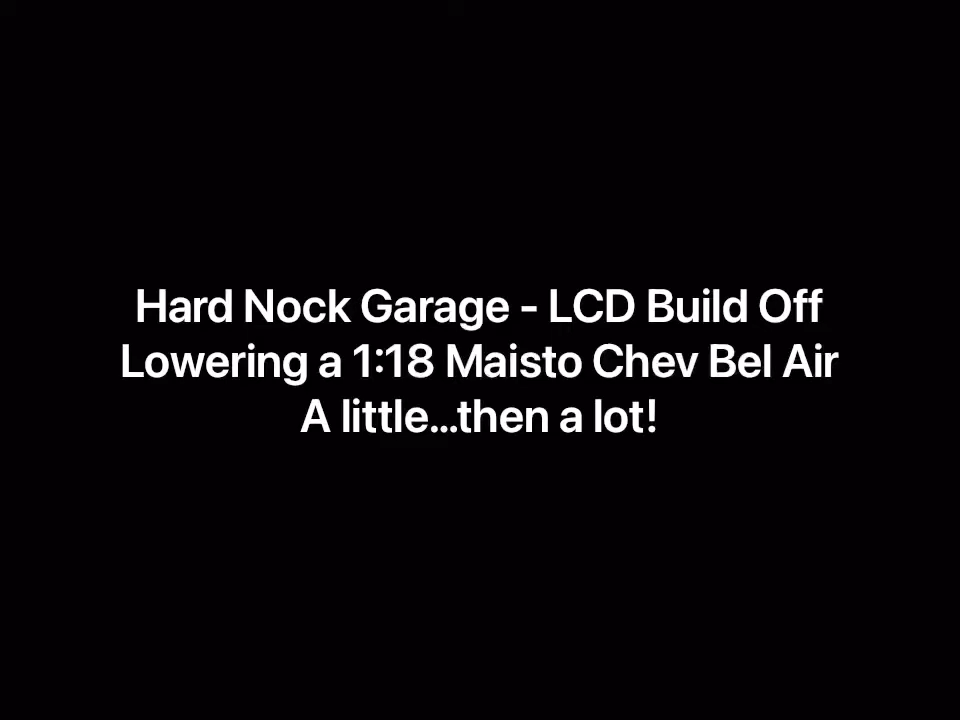 Hard Nock Garage - LCD Build Off
Lowering a 1:18 Maisto Chev Bel Air
A little...then a lot!